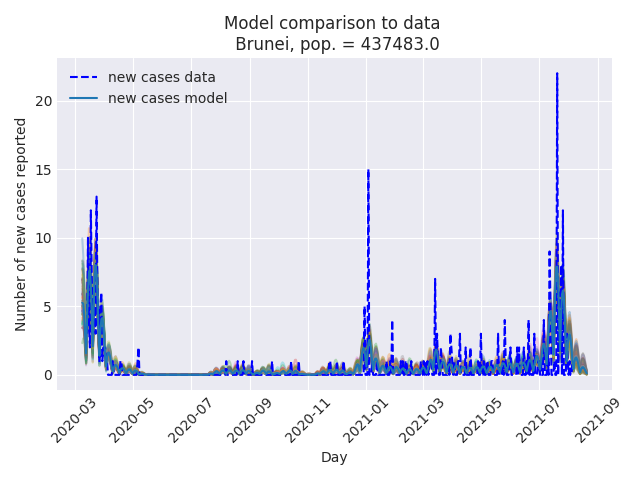 Model comparison to data
Brunei, pop. = 437483.0
new cases data
new cases model
Number of new cases reported
20
15
10
5
0
2020-03
2020-05
2020-07
2020-09
2020-11
2021-01
2021-03
2021-05
2021-07
2021-09
Day